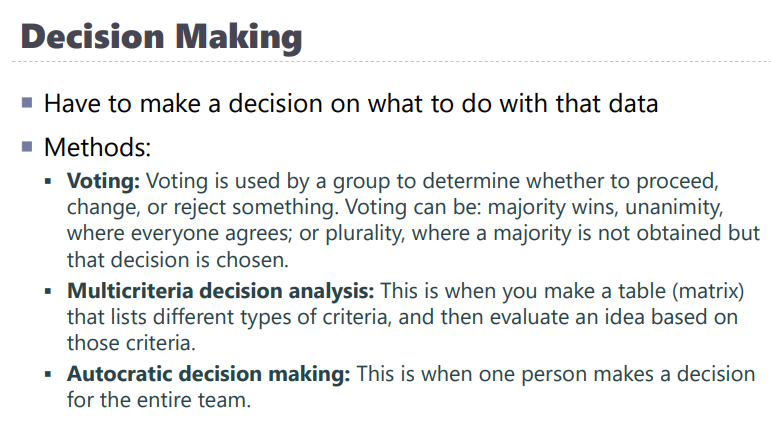 Decision Making
Have to make a decision on what to do with that data
Methods:
Voting: Voting is used by a group to determine whether to proceed,
change, or reject something. Voting can be: majority wins, unanimity,
where everyone agrees; or plurality, where a majority is not obtained but
that decision is chosen.
Multicriteria decision analysis: This is when you make a table (matrix)
that lists different types of criteria, and then evaluate an idea based on
those criteria.
Autocratic decision making: This is when one person makes a decision
for the entire team.